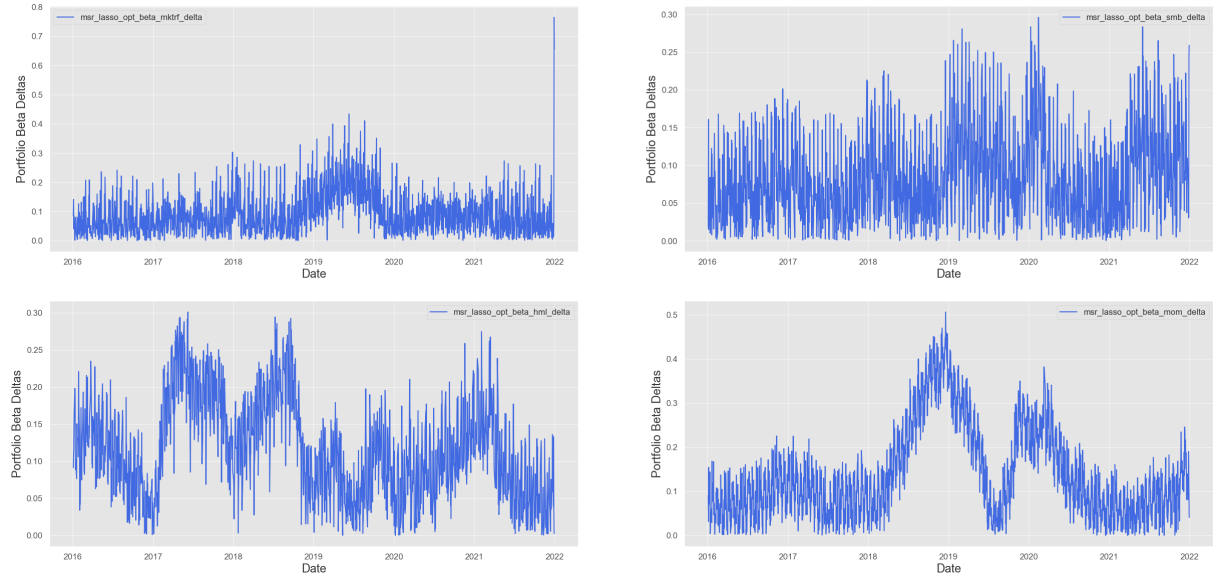 msr_lasso_opt_beta_mktrf_delta
Portfolio Beta Deltas
0.8
0.7
0.6
0.5
0.4
0.3
0.2
0.1
0.0
2016 2017 2018 2019 2020 2021 2022
Date
msr_lasso_opt_beta_smb_delta
Portfolio Beta Deltas
0.30
0.25
0.20
0.15
0.10
0.05
0.00
2016 2017 2018 2019 2020 2021 2022
Date
msr_lasso_opt_beta_hml_delta
Portfolio Beta Deltas
0.30
0.25
0.20
0.15
0.10
0.05
0.00
2016 2017 2018 2019 2020 2021 2022
Date
msr_lasso_opt_beta_mom_delta
Portfolio Beta Deltas
0.5
0.4
0.3
0.2
0.1
0.0
2016 2017 2018 2019 2020 2021 2022
Date